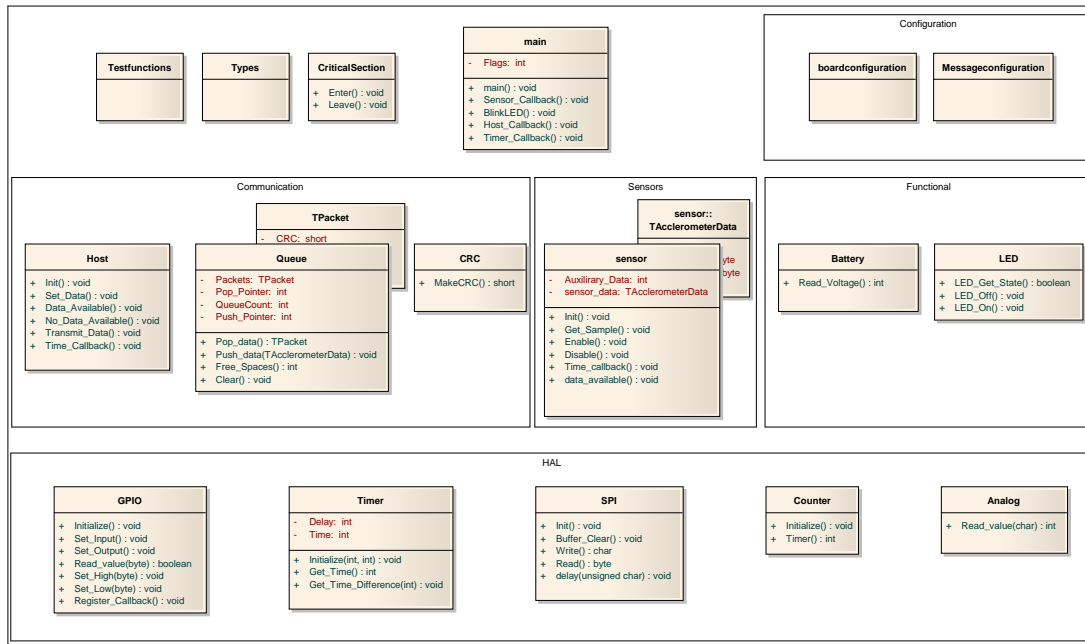 Testfunctions
Types
CriticalSection
+ Enter() : void
+ Leave() : void
main
- Flags: int
+ main() : void
+ Sensor_Callback() : void
+ BlinkLED() : void
+ Host_Callback() : void
+ Timer_Callback() : void
Configuration
boardconfiguration
Messageconfiguration
Communication
Host
+ Init() : void
+ Set_Data() : void
+ Data_Available() : void
+ No_Data_Available() : void
+ Transmit_Data() : void
+ Time_Callback() : void
TPacket
- CRC: short
Queue
- Packets: TPacket
- Pop_Pointer: int
- QueueCount: int
- Push_Pointer: int
+ Pop_data() : TPacket
+ Push_data(TAcclerometerData) : void
+ Free_Spaces() : int
+ Clear() : void
CRC
+ MakeCRC() : short
Sensors
sensor::
TAcclerometerData
byte
byte
sensor
- Auxilirary_Data: int
- sensor_data: TAcclerometerData
+ Init() : void
+ Get_Sample() : void
+ Enable() : void
+ Disable() : void
+ Time_callback() : void
+ data_available() : void
Functional
Battery
+ Read_Voltage() : int
LED
+ LED_Get_State() : boolean
+ LED_Off() : void
+ LED_On() : void
HAL
GPIO
+ Initialize() : void
+ Set_Input() : void
+ Set_Output() : void
+ Read_value(byte) : boolean
+ Set_High(byte) : void
+ Set_Low(byte) : void
+ Register_Callback() : void
Timer
- Delay: int
- Time: int
+ Initialize(int, int) : void
+ Get_Time() : int
+ Get_Time_Difference(int) : void
SPI
+ Init() : void
+ Buffer_Clear() : void
+ Write() : char
+ Read() : byte
+ delay(unsigned char) : void
Counter
+ Initialize() : void
+ Timer() : int
Analog
+ Read_value(char) : int